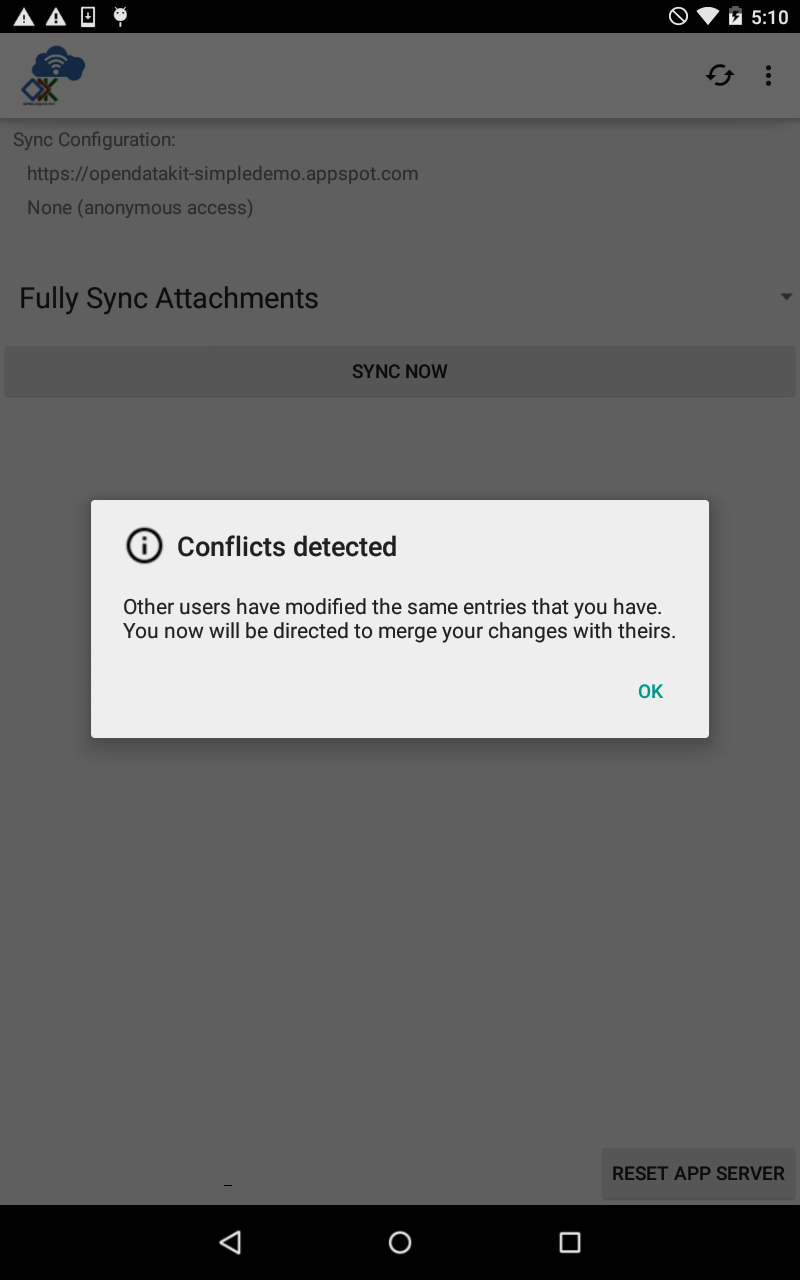 5:10
Sync Configuration:
https://opendatakit-simpledemo.appspot.com
None (anonymous access)
Fully Sync Attachments
SYNC NOW
Conflicts detected
Other users have modified the same entries that you have.
You now will be directed to merge your changes with theirs.
OK
RESET APP SERVER